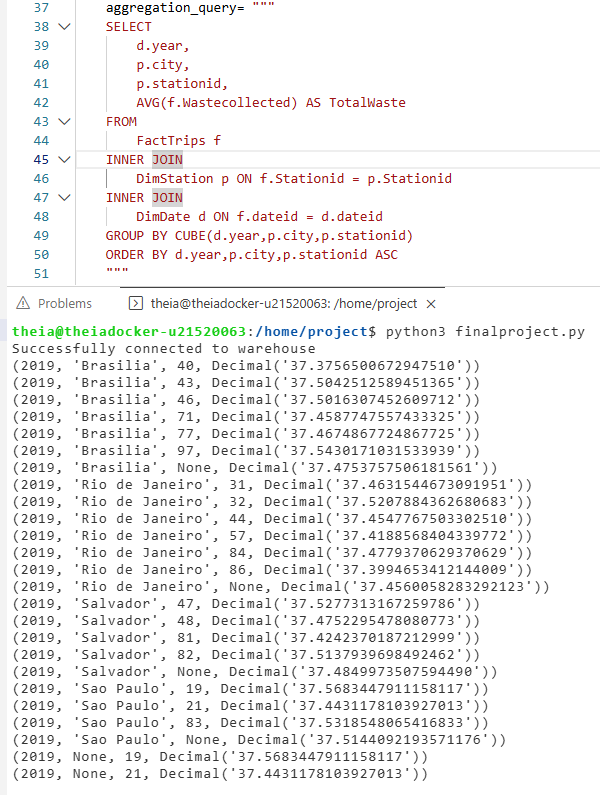 37 aggregation_query= """
38 SELECT
39 d.year,
40 p.city,
41 p.stationid,
42 AVG(f.Wastecollected) AS TotalWaste
43 FROM
44 FactTrips f
45 INNER JOIN
46 DimStation p ON f.Stationid = p.Stationid
47 INNER JOIN
48 DimDate d ON f.dateid = d.dateid
49 GROUP BY CUBE(d.year,p.city,p.stationid)
50 ORDER BY d.year,p.city,p.stationid ASC
51 """
Problems theia@theiadocker-u21520063: /home/project ×
theia@theiadocker-u21520063:/home/project$ python3 finalproject.py
Successfully connected to warehouse
(2019, 'Brasilia', 40, Decimal('37.3756500672947510'))
(2019, 'Brasilia', 43, Decimal('37.5042512589451365'))
(2019, 'Brasilia', 46, Decimal('37.5016307452609712'))
(2019, 'Brasilia', 71, Decimal('37.4587747557433325'))
(2019, 'Brasilia', 77, Decimal('37.4674867724867725'))
(2019, 'Brasilia', 97, Decimal('37.5430171031533939'))
(2019, 'Brasilia', None, Decimal('37.4753757506181561'))
(2019, 'Rio de Janeiro', 31, Decimal('37.4631544673091951'))
(2019, 'Rio de Janeiro', 32, Decimal('37.5207884362680683'))
(2019, 'Rio de Janeiro', 44, Decimal('37.4547767503302510'))
(2019, 'Rio de Janeiro', 57, Decimal('37.4188568404339772'))
(2019, 'Rio de Janeiro', 84, Decimal('37.4779370629370629'))
(2019, 'Rio de Janeiro', 86, Decimal('37.3994653412144009'))
(2019, 'Rio de Janeiro', None, Decimal('37.4560058283292123'))
(2019, 'Salvador', 47, Decimal('37.5277313167259786'))
(2019, 'Salvador', 48, Decimal('37.4752295478080773'))
(2019, 'Salvador', 81, Decimal('37.4242370187212999'))
(2019, 'Salvador', 82, Decimal('37.5137939698492462'))
(2019, 'Salvador', None, Decimal('37.4849973507594490'))
(2019, 'Sao Paulo', 19, Decimal('37.5683447911158117'))
(2019, 'Sao Paulo', 21, Decimal('37.4431178103927013'))
(2019, 'Sao Paulo', 83, Decimal('37.5318548065416833'))
(2019, 'Sao Paulo', None, Decimal('37.5144092193571176'))
(2019, None, 19, Decimal('37.5683447911158117'))
(2019, None, 21, Decimal('37.4431178103927013'))